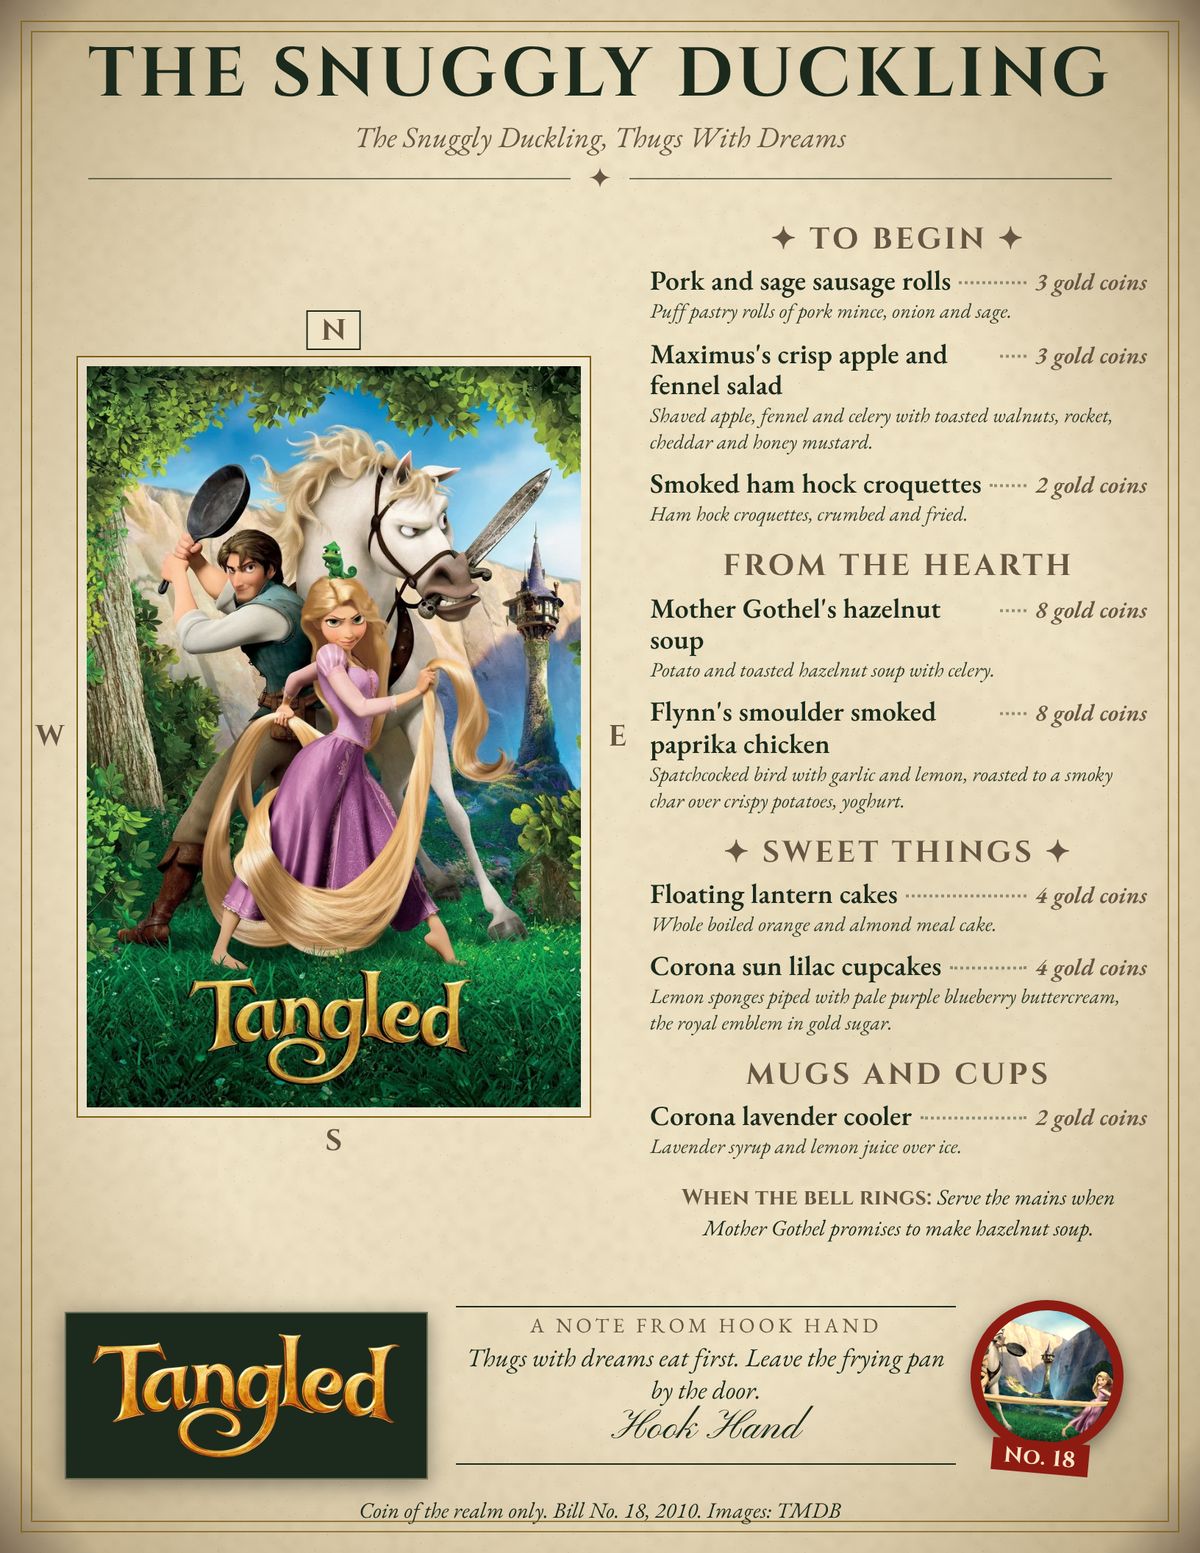 THE SNUGGLY DUCKLING
The Snuggly Duckling, Thugs With Dreams
N
W
E
S
Tangled
TO BEGIN
Pork and sage sausage rolls 3 gold coins
Puff pastry rolls of pork mince, onion and sage.
Maximus's crisp apple and 3 gold coins
fennel salad
Shaved apple, fennel and celery with toasted walnuts, rocket,
cheddar and honey mustard.
Smoked ham hock croquettes 2 gold coins
Ham hock croquettes, crumbed and fried.
FROM THE HEARTH
Mother Gothel's hazelnut 8 gold coins
soup
Potato and toasted hazelnut soup with celery.
Flynn's smoulder smoked 8 gold coins
paprika chicken
Spatchcocked bird with garlic and lemon, roasted to a smoky
char over crispy potatoes, yoghurt.
SWEET THINGS
Floating lantern cakes 4 gold coins
Whole boiled orange and almond meal cake.
Corona sun lilac cupcakes 4 gold coins
Lemon sponges piped with pale purple blueberry buttercream,
the royal emblem in gold sugar.
MUGS AND CUPS
Corona lavender cooler 2 gold coins
Lavender syrup and lemon juice over ice.
WHEN THE BELL RINGS: Serve the mains when
Mother Gothel promises to make hazelnut soup.
Tangled
A NOTE FROM HOOK HAND
Thugs with dreams eat first. Leave the frying pan
by the door.
Hook Hand
NO. 18
Coin of the realm only. Bill No. 18, 2010. Images: TMDB